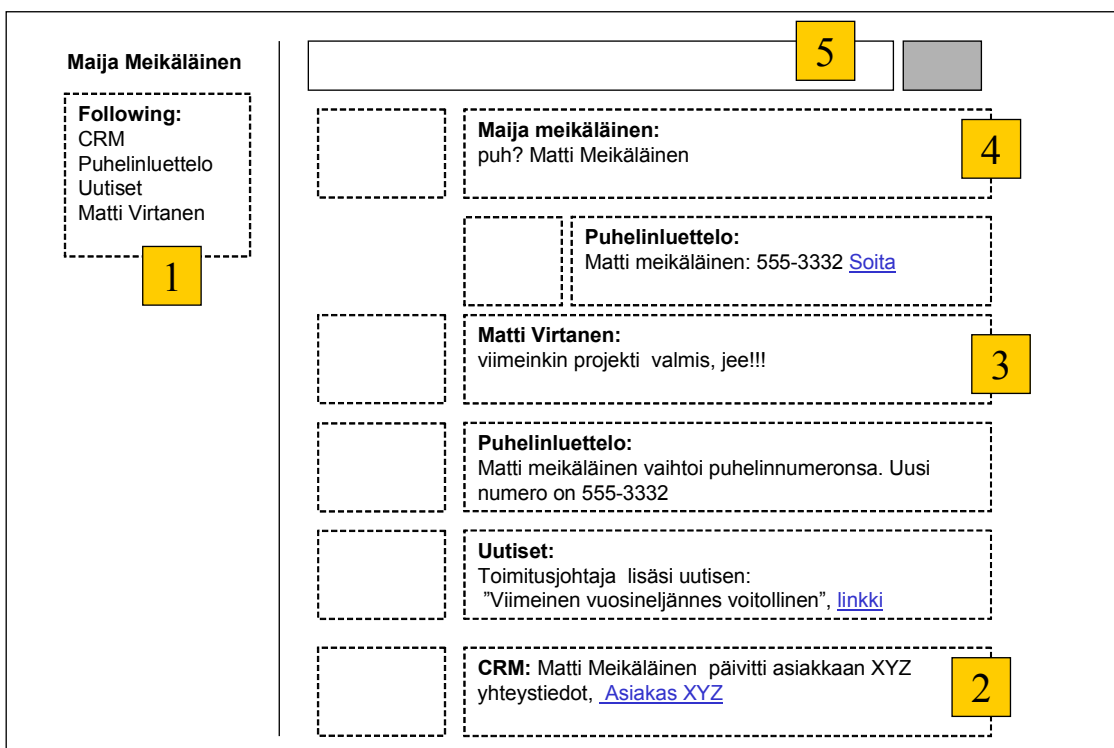 Maija Meikäläinen
Following:
CRM
Puhelinluettelo
Uutiset
Matti Virtanen
1
5
Maija meikäläinen:
puh? Matti Meikäläinen
4
Puhelinluettelo:
Matti meikäläinen: 555-3332 Soita
Matti Virtanen:
viimeinkin projekti valmis, jee!!!
3
Puhelinluettelo:
Matti meikäläinen vaihtoi puhelinnumeronsa. Uusi
numero on 555-3332
Uutiset:
Toimitusjohtaja lisäsi uutisen:
”Viimeinen vuosineljännes voitollinen”, linkki
CRM: Matti Meikäläinen päivitti asiakkaan XYZ
yhteystiedot, Asiakas XYZ
2